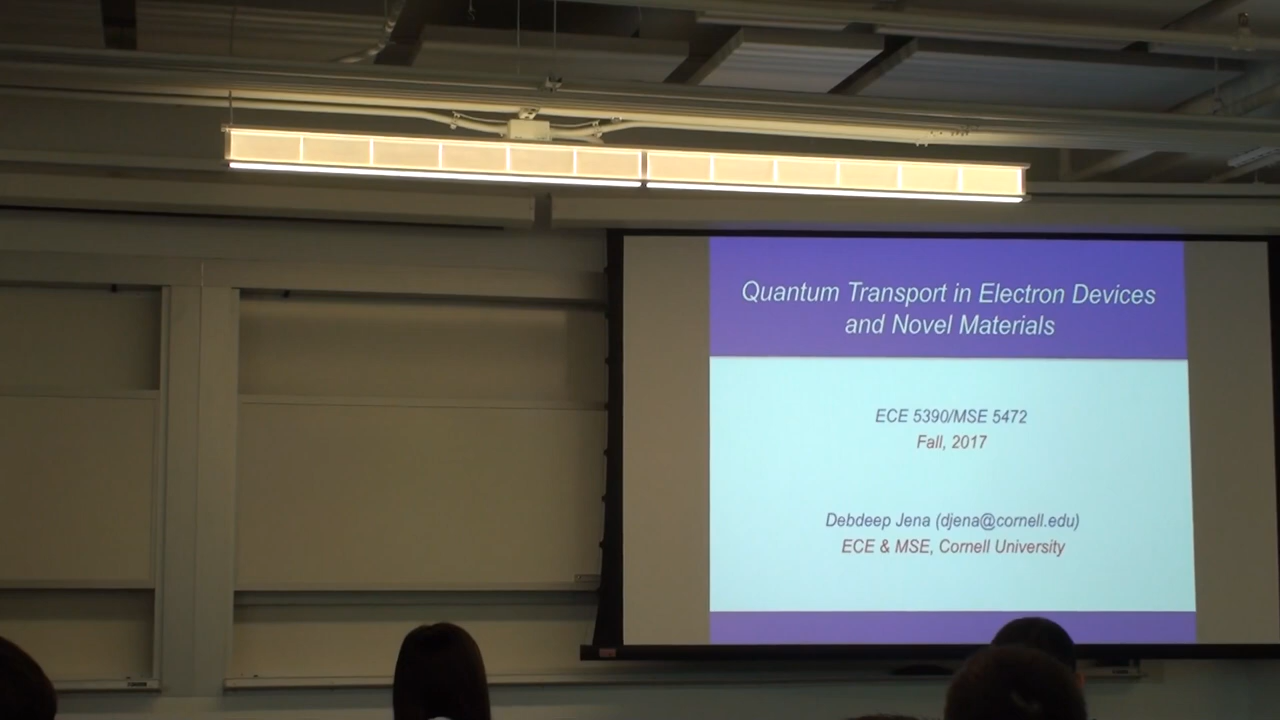 Quantum Transport in Electron Devices
and Novel Materials
ECE 5390/MSE 5472
Fall, 2017
Debdeep Jena (djena@cornell.edu)
ECE & MSE, Cornell University